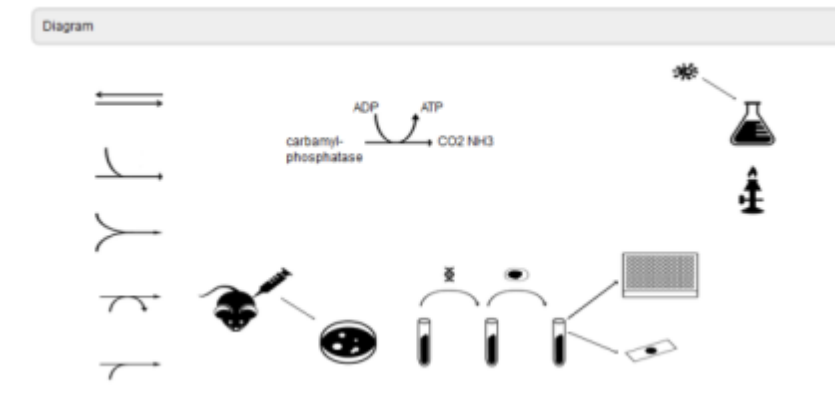 Diagram
ADP ATP
carbamyl- CO2 NH3
phosphatase